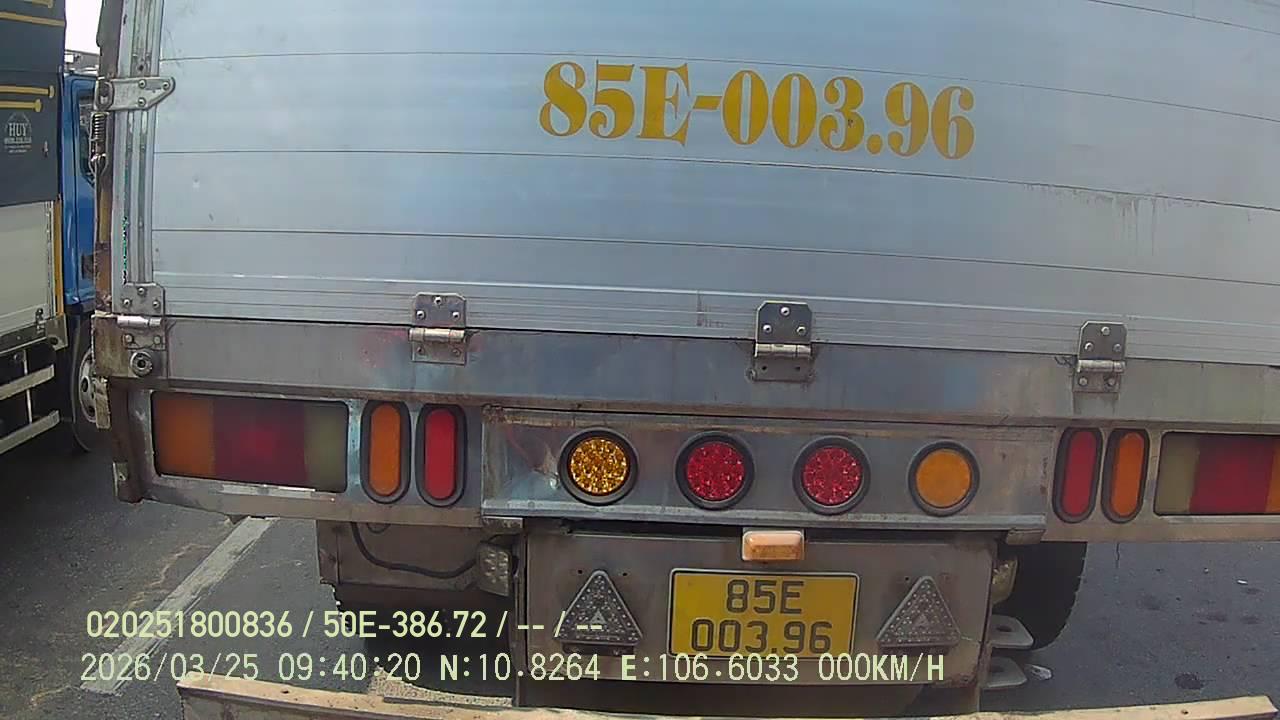 85E-003.96
HUY
85E
003.96
020251800836 / 50E-386.72 / -- / --
2026/03/25 09:40:20 N:10.8264 E:106.6033 000KM/H